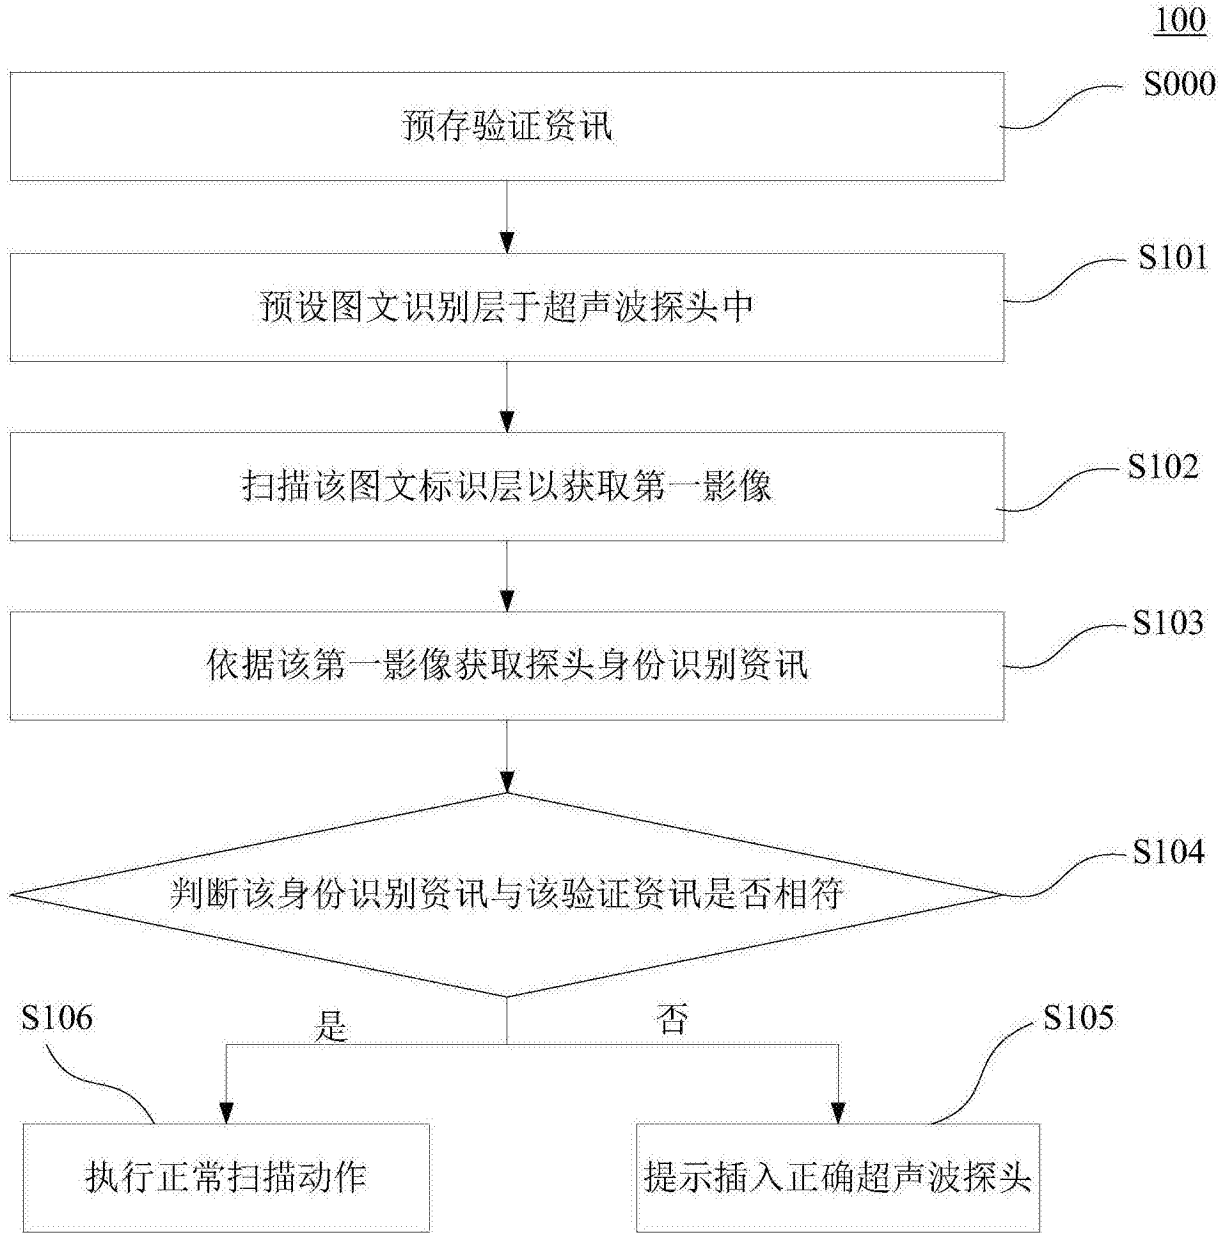 100
预存验证资讯
S000
预设图文识别层于超声波探头中
S101
扫描该图文标识层以获取第一影像
S102
依据该第一影像获取探头身份识别资讯
S103
判断该身份识别资讯与该验证资讯是否相符
S104
是
否
S106
S105
执行正常扫描动作
提示插入正确超声波探头